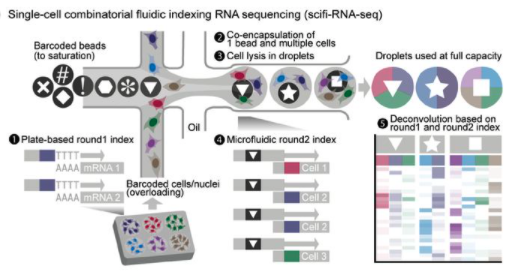 Single-cell combinatorial fluidic indexing RNA sequencing (scifi-RNA-seq)
Barcoded beads
(to saturation)
❷ Co-encapsulation of
1 bead and multiple cells
❸ Cell lysis in droplets
Droplets used at full capacity
#
!
Oil
❶ Plate-based round1 index
TTTT
AAAA mRNA 1
TTTT
AAAA mRNA 2
Barcoded cells/nuclei
(overloading)
❹ Microfluidic round2 index
Cell 1
Cell 2
Cell 2
Cell 3
❺ Deconvolution based on
round1 and round2 index